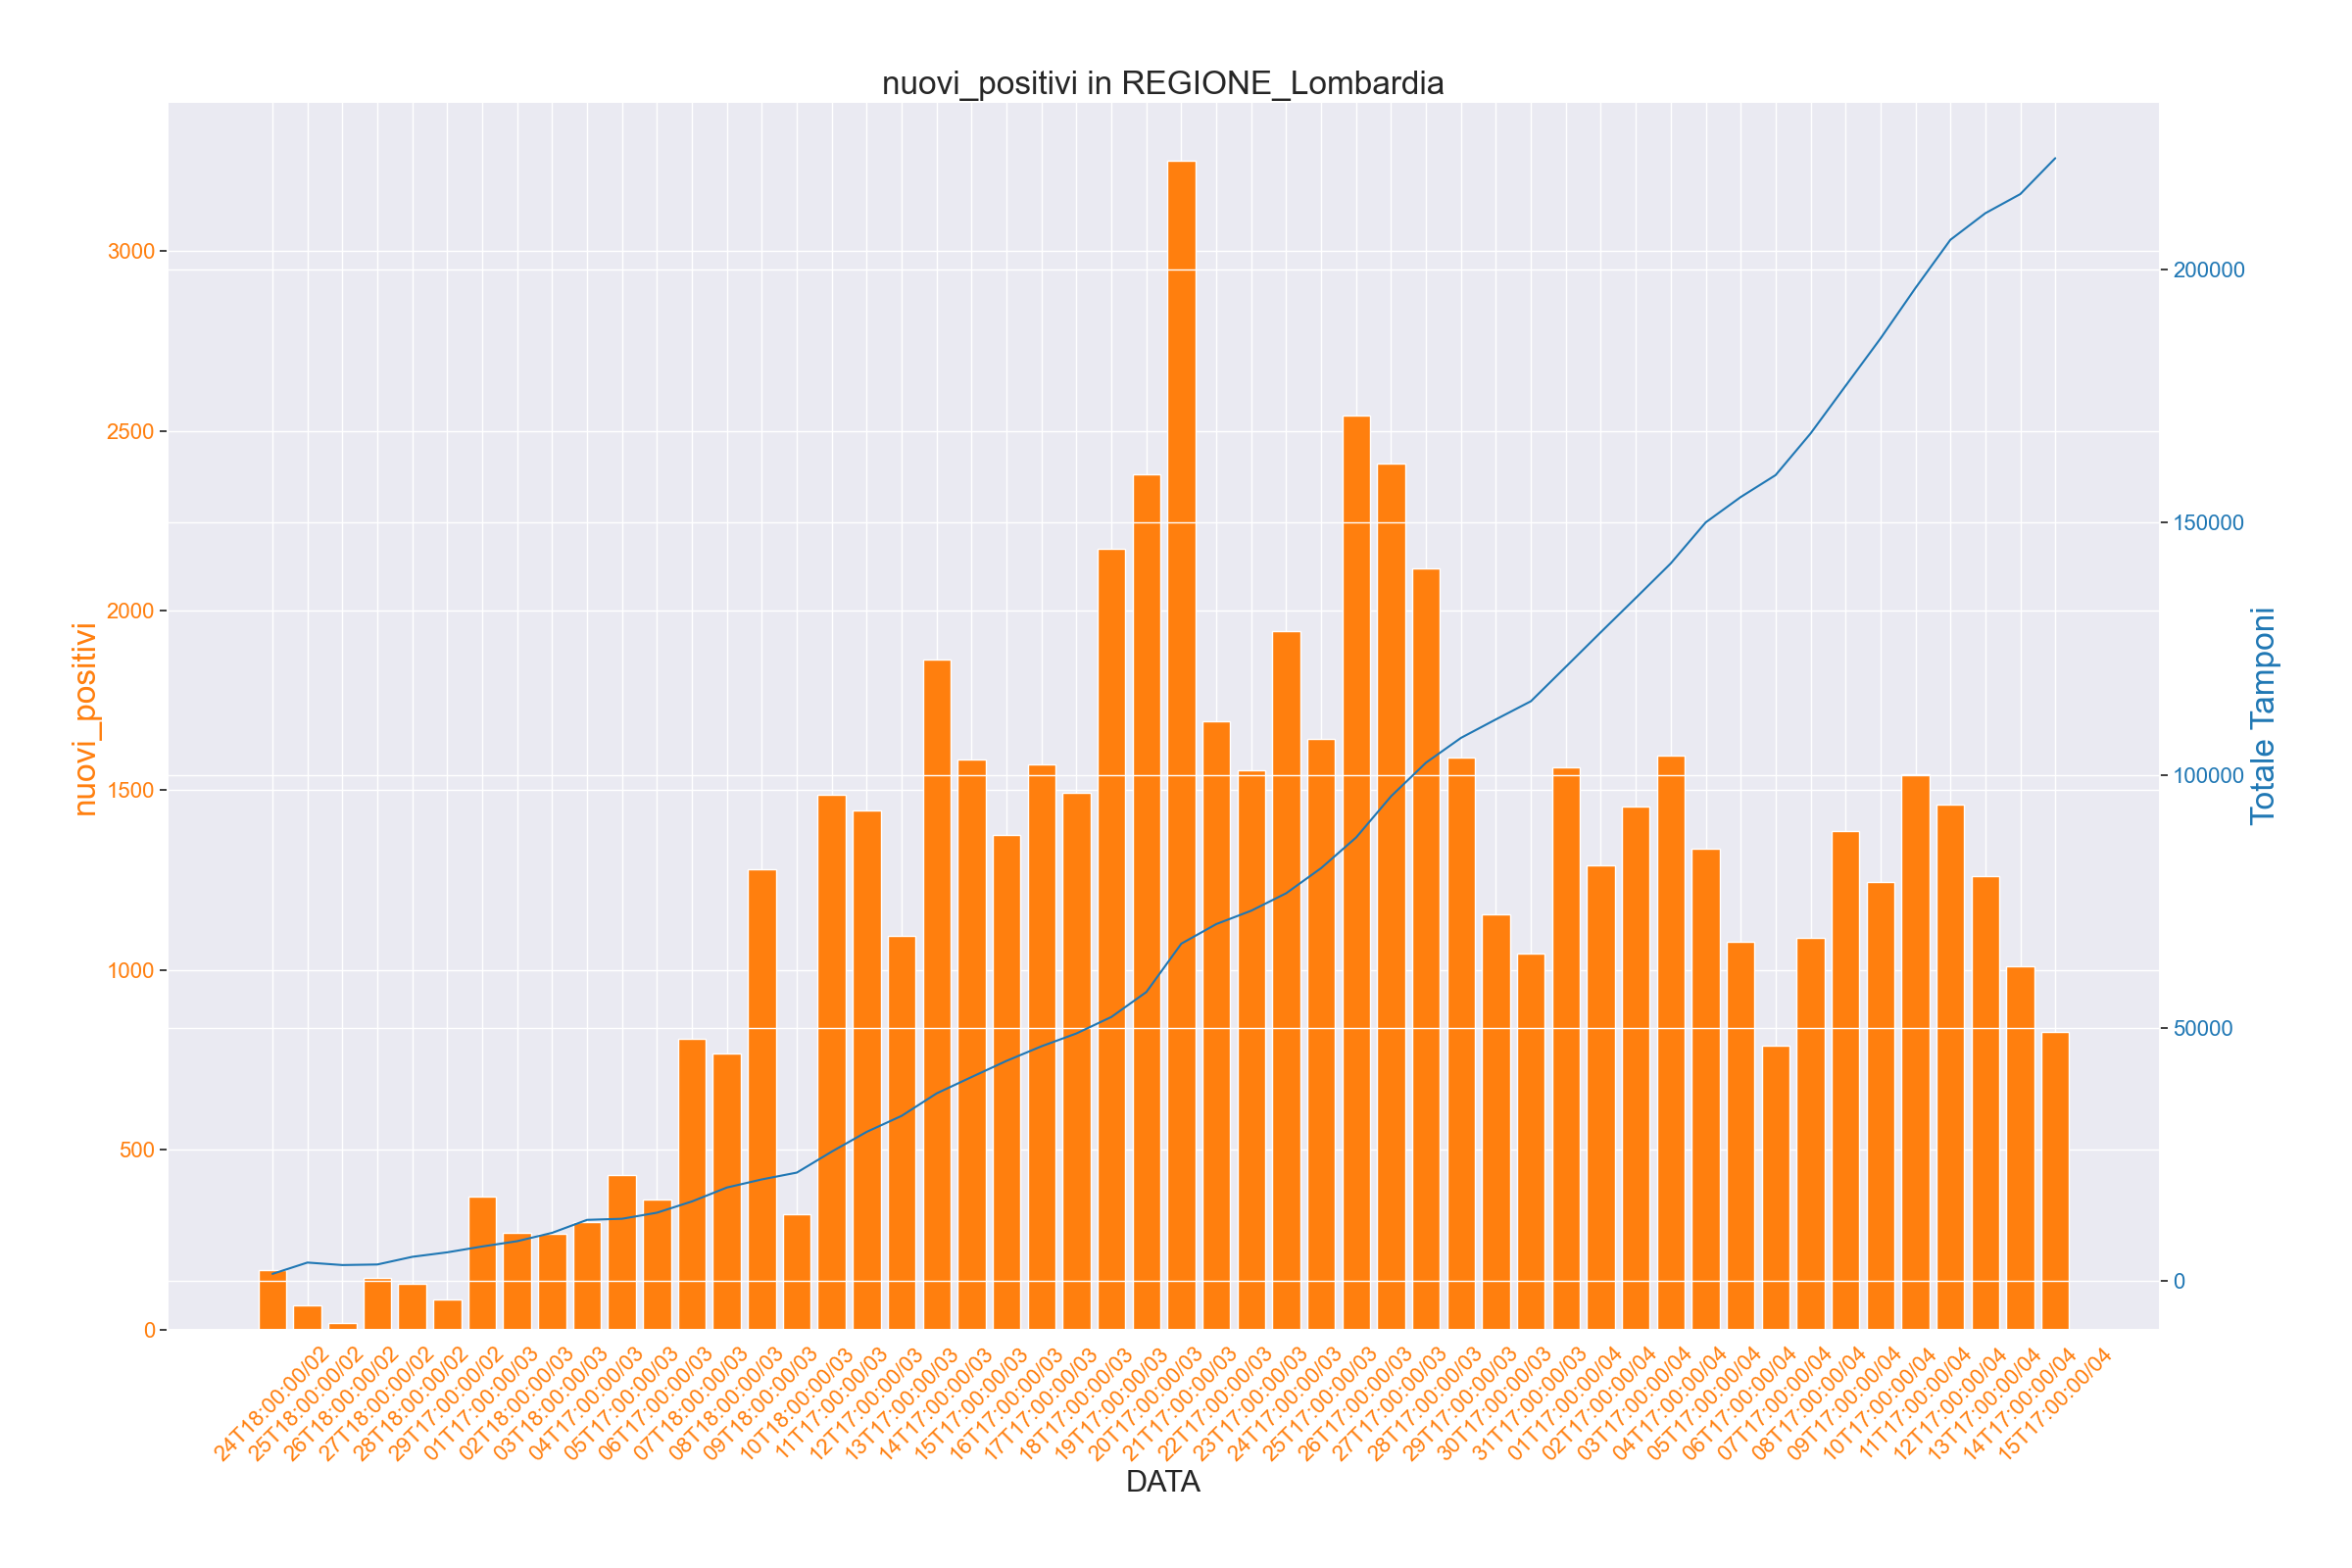 nuovi_positivi in REGIONE_Lombardia
3000
2500
2000
1500
1000
500
0
nuovi_positivi
200000
150000
100000
50000
0
Totale Tamponi
24T18:00:00/02
25T18:00:00/02
26T18:00:00/02
27T18:00:00/02
28T18:00:00/02
29T17:00:00/02
01T17:00:00/03
02T18:00:00/03
03T18:00:00/03
04T17:00:00/03
05T17:00:00/03
06T17:00:00/03
07T18:00:00/03
08T18:00:00/03
09T18:00:00/03
10T18:00:00/03
11T17:00:00/03
12T17:00:00/03
13T17:00:00/03
14T17:00:00/03
15T17:00:00/03
16T17:00:00/03
17T17:00:00/03
18T17:00:00/03
19T17:00:00/03
20T17:00:00/03
21T17:00:00/03
22T17:00:00/03
23T17:00:00/03
24T17:00:00/03
25T17:00:00/03
26T17:00:00/03
27T17:00:00/03
28T17:00:00/03
29T17:00:00/03
30T17:00:00/03
31T17:00:00/03
01T17:00:00/04
02T17:00:00/04
03T17:00:00/04
04T17:00:00/04
05T17:00:00/04
06T17:00:00/04
07T17:00:00/04
08T17:00:00/04
09T17:00:00/04
10T17:00:00/04
11T17:00:00/04
12T17:00:00/04
13T17:00:00/04
14T17:00:00/04
15T17:00:00/04
DATA